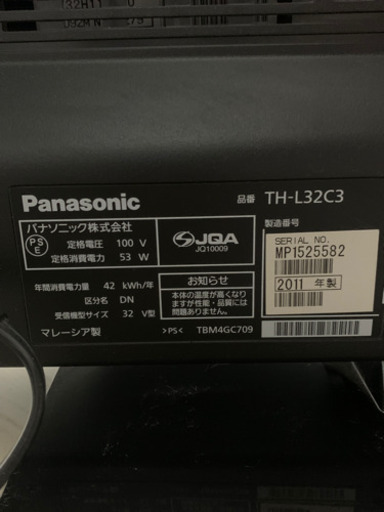 Panasonic
品番 TH-L32C3
パナソニック株式会社
PSE
定格電圧 100 V
定格消費電力 53 W
JQA
JQ10009
製造番号
SERIAL NO.
MP1525582
2011 年製
年間消費電力量 42 kWh/年
区分名 DN
受信機型サイズ 32 V型
お知らせ
本体の温度が高くなり
ますが性能・品質には
問題ありません。
マレーシア製
>PS< TBM4GC709